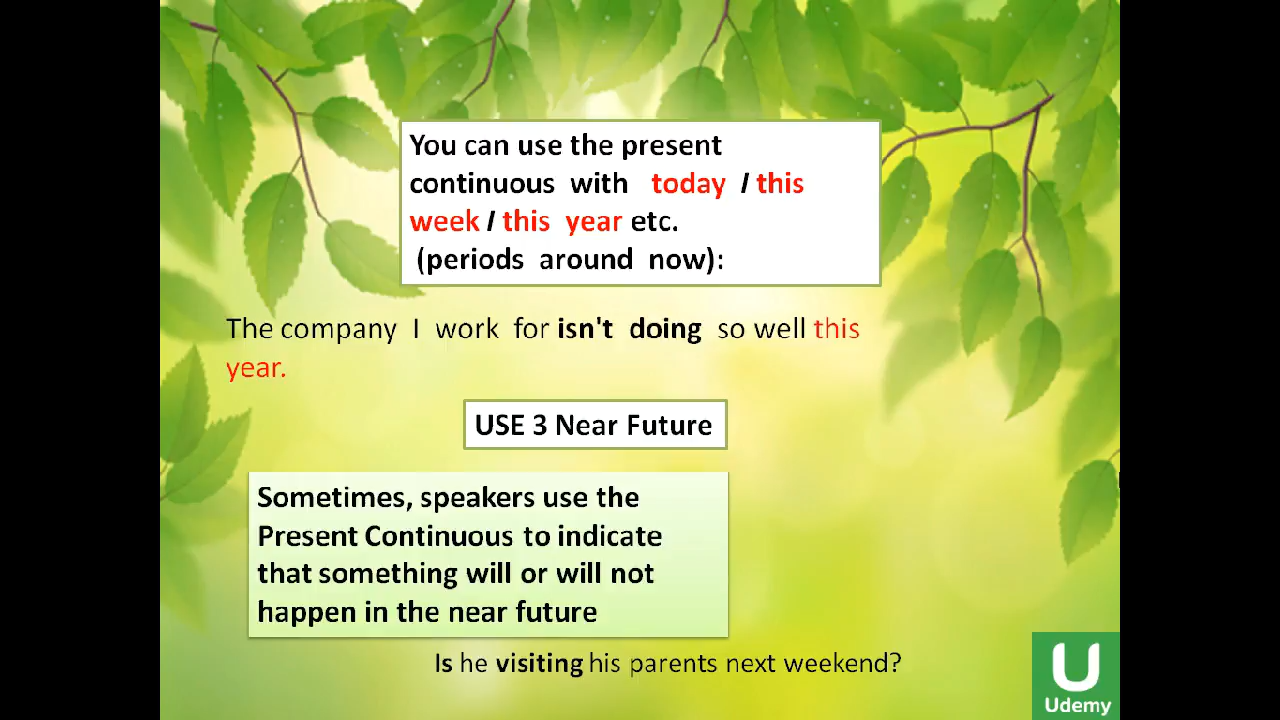 You can use the present
continuous with today / this
week / this year etc.
(periods around now):
The company I work for isn't doing so well this
year.
USE 3 Near Future
Sometimes, speakers use the
Present Continuous to indicate
that something will or will not
happen in the near future
Is he visiting his parents next weekend?
U
Udemy